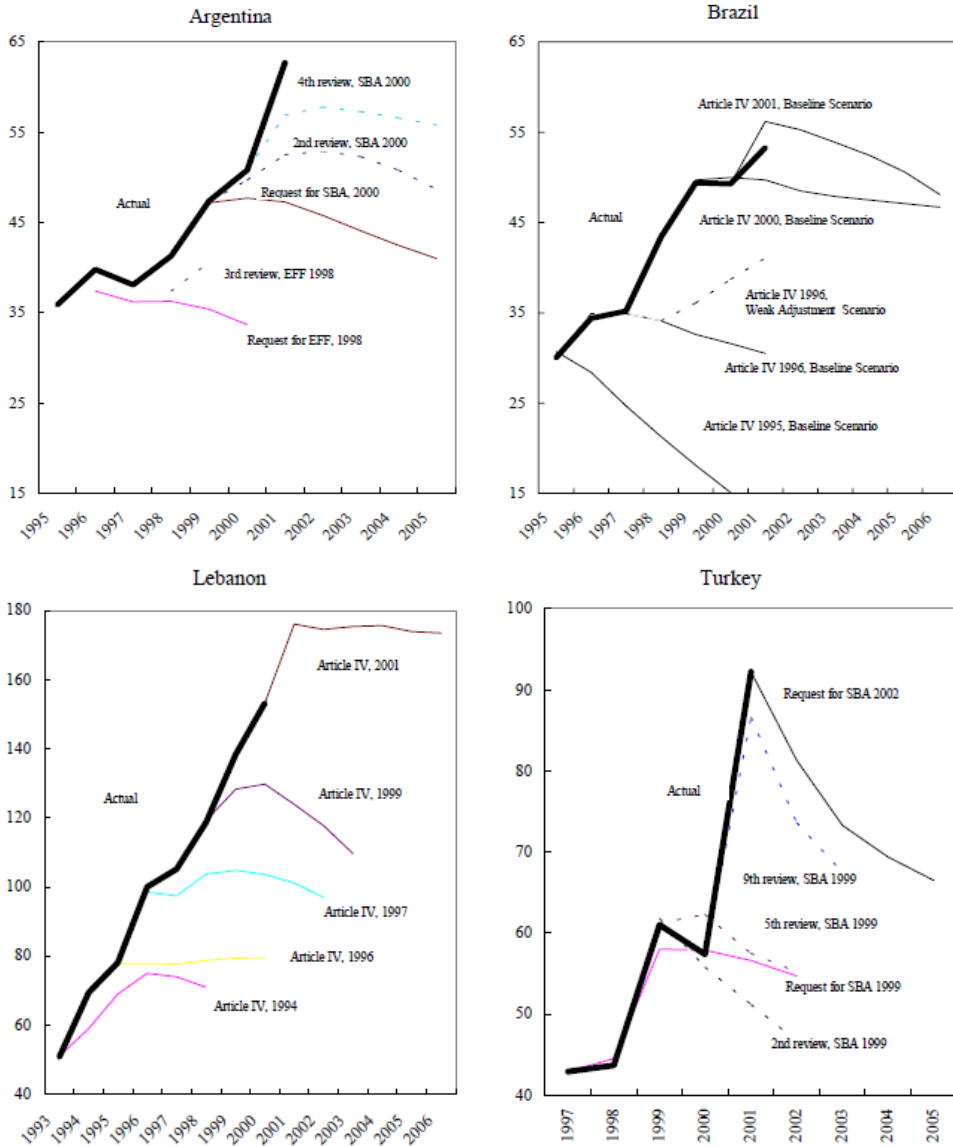 Argentina
65
55
45
35
25
15
4th review, SBA 2000
2nd review, SBA 2000
Request for SBA, 2000
Actual
3rd review, EFF 1998
Request for EFF, 1998
1995
1996
1997
1998
1999
2000
2001
2002
2003
2004
2005
Brazil
65
55
45
35
25
15
Article IV 2001, Baseline Scenario
Actual
Article IV 2000, Baseline Scenario
Article IV 1996,
Weak Adjustment Scenario
Article IV 1996, Baseline Scenario
Article IV 1995, Baseline Scenario
1995
1996
1997
1998
1999
2000
2001
2002
2003
2004
2005
2006
Lebanon
180
160
140
120
100
80
60
40
Article IV, 2001
Actual
Article IV, 1999
Article IV, 1997
Article IV, 1996
Article IV, 1994
1993
1994
1995
1996
1997
1998
1999
2000
2001
2002
2003
2004
2005
2006
Turkey
100
90
80
70
60
50
40
Request for SBA 2002
Actual
9th review, SBA 1999
5th review, SBA 1999
Request for SBA 1999
2nd review, SBA 1999
1997
1998
1999
2000
2001
2002
2003
2004
2005